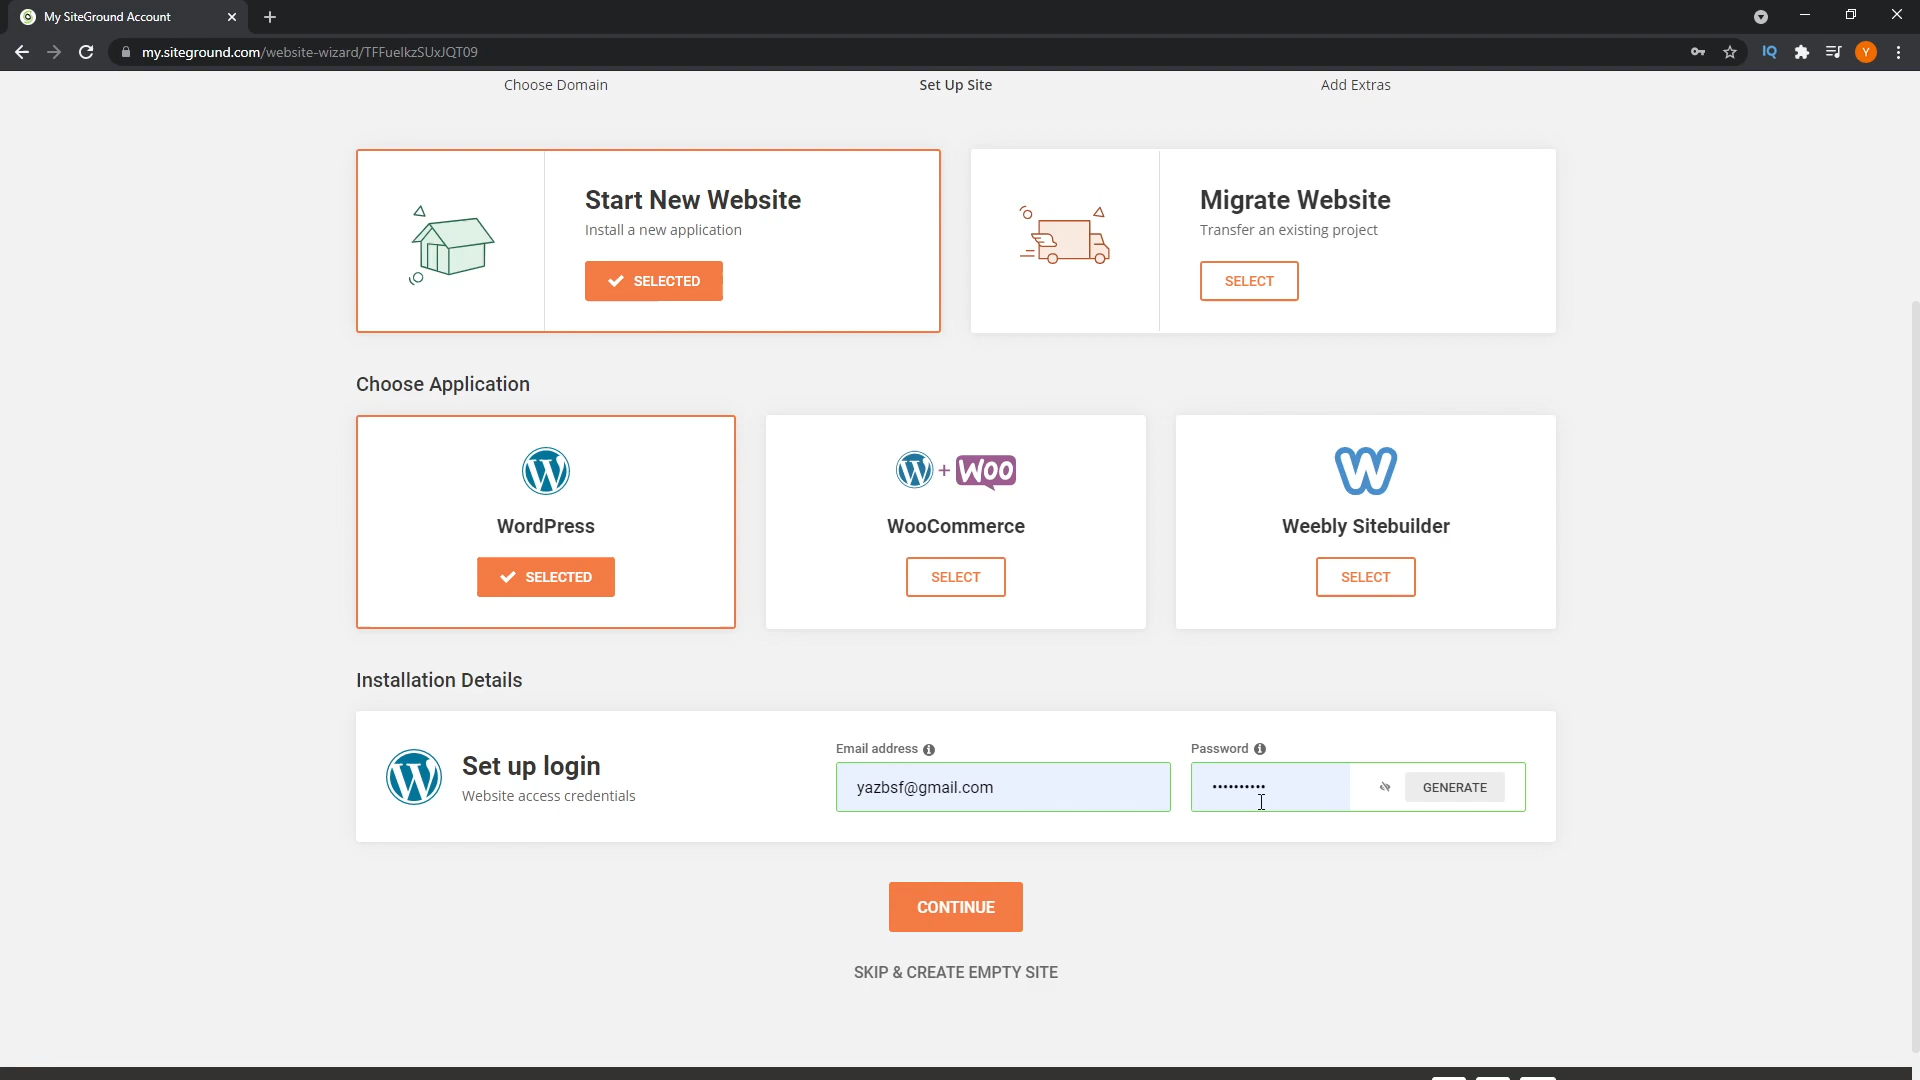 My SiteGround Account
my.siteground.com/website-wizard/TFFuelkzSUxJQT09
IQ
Y
Choose Domain
Set Up Site
Add Extras
Start New Website
Install a new application
SELECTED
Migrate Website
Transfer an existing project
SELECT
Choose Application
W
WordPress
SELECTED
W + WOO
WooCommerce
SELECT
W
Weebly Sitebuilder
SELECT
Installation Details
W
Set up login
Website access credentials
Email address
yazbsf@gmail.com
Password
••••••••••
GENERATE
CONTINUE
SKIP & CREATE EMPTY SITE